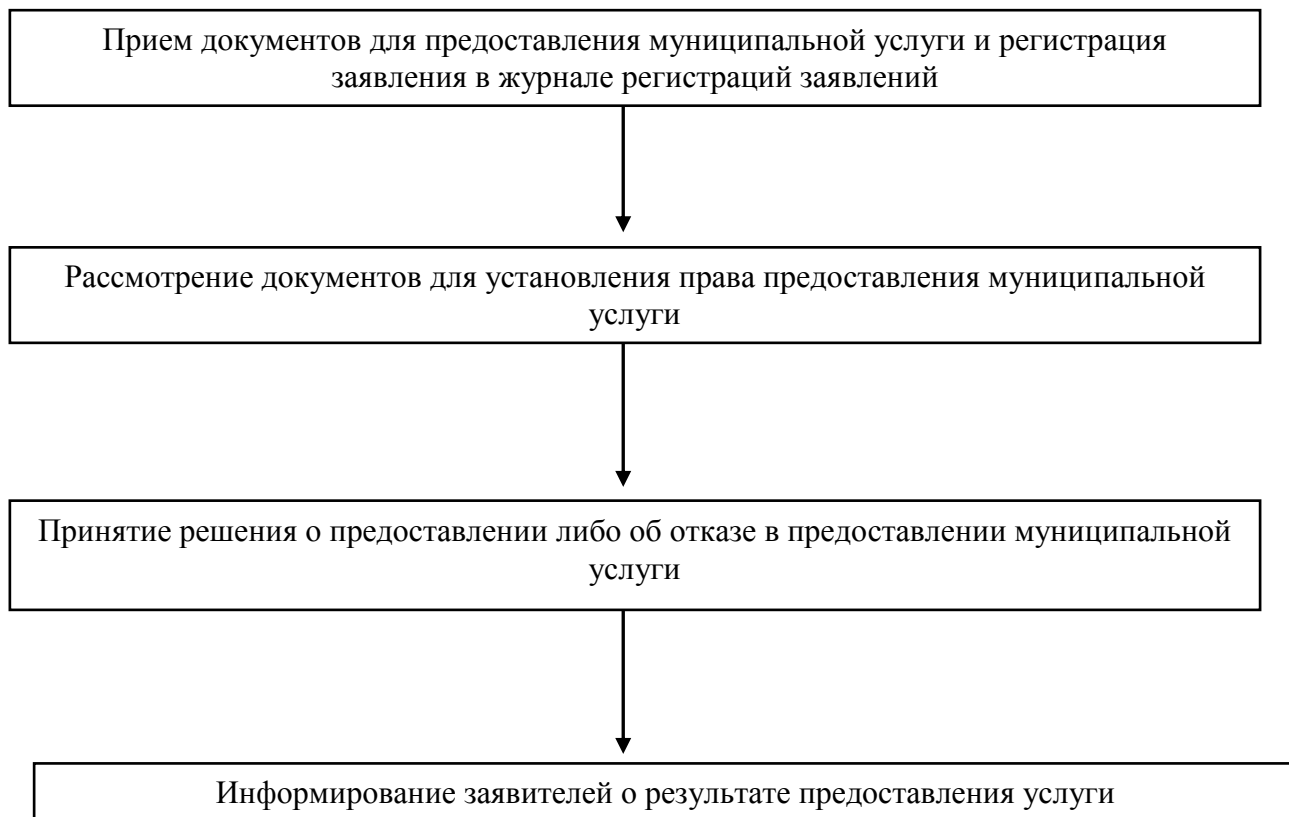 Прием документов для предоставления муниципальной услуги и регистрация
заявления в журнале регистраций заявлений
Рассмотрение документов для установления права предоставления муниципальной
услуги
Принятие решения о предоставлении либо об отказе в предоставлении муниципальной
услуги
Информирование заявителей о результате предоставления услуги